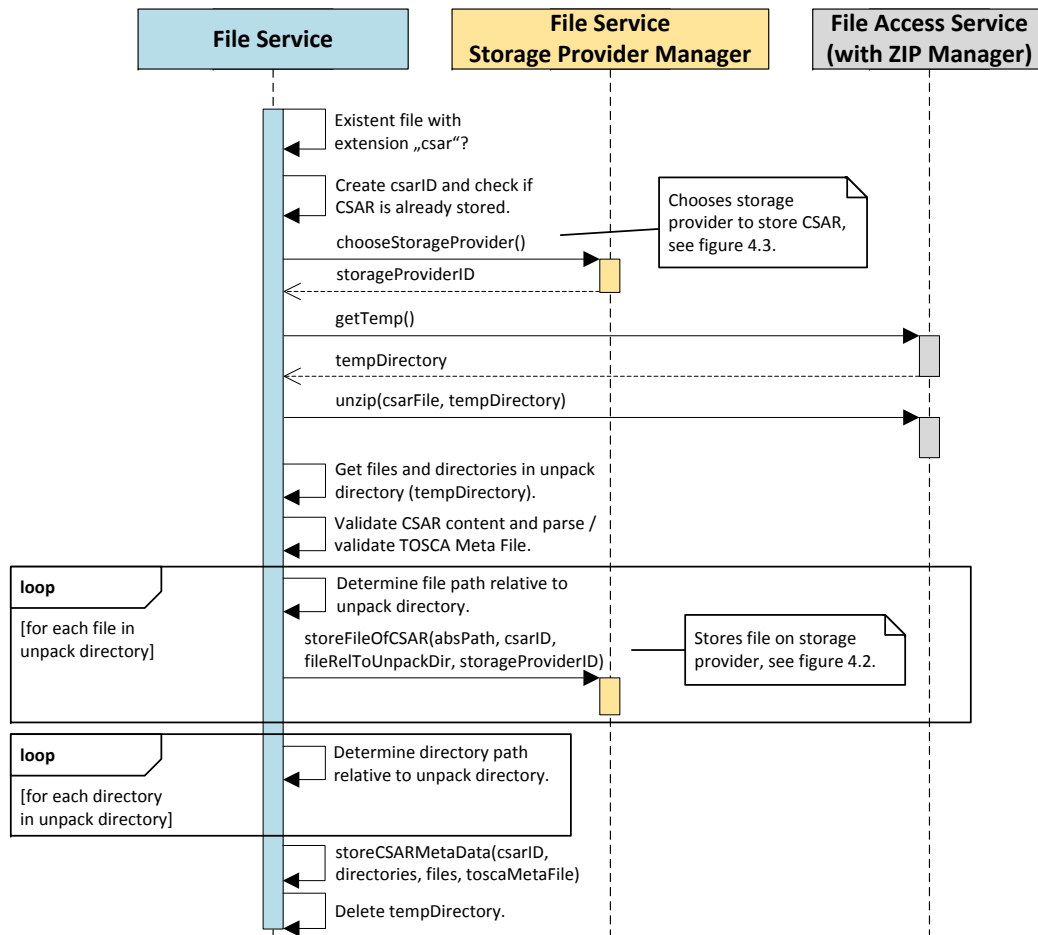 File Service
File Service
Storage Provider Manager
File Access Service
(with ZIP Manager)
Existent file with
extension „csar“?
Create csarID and check if
CSAR is already stored.
Chooses storage
provider to store CSAR,
see figure 4.3.
chooseStorageProvider()
storageProviderID
getTemp()
tempDirectory
unzip(csarFile, tempDirectory)
Get files and directories in unpack
directory (tempDirectory).
Validate CSAR content and parse /
validate TOSCA Meta File.
loop
[for each file in
unpack directory]
Determine file path relative to
unpack directory.
storeFileOfCSAR(absPath, csarID,
fileRelToUnpackDir, storageProviderID)
Stores file on storage
provider, see figure 4.2.
loop
[for each directory
in unpack directory]
Determine directory path
relative to unpack directory.
storeCSARMetaData(csarID,
directories, files, toscaMetaFile)
Delete tempDirectory.